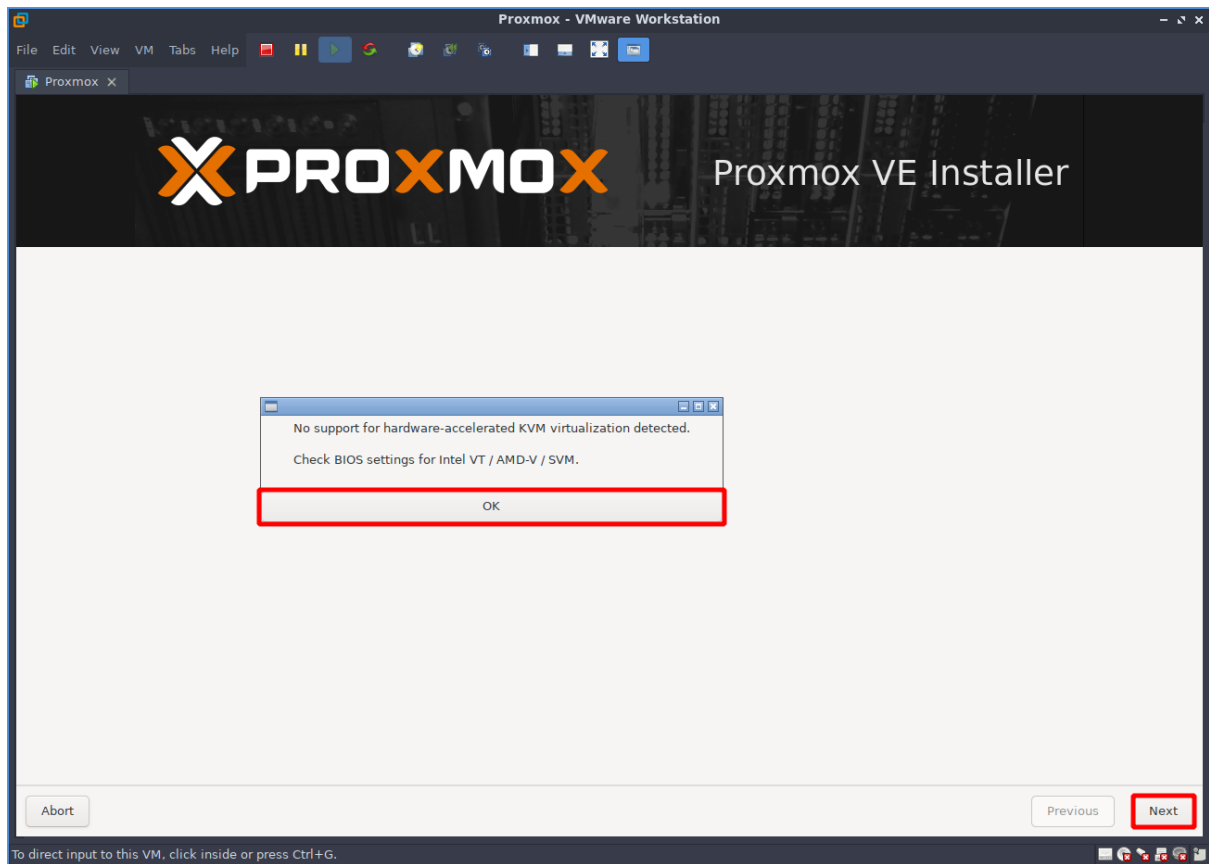 Proxmox - VMware Workstation
File Edit View VM Tabs Help
Proxmox
PROXMOX
Proxmox VE Installer
No support for hardware-accelerated KVM virtualization detected.
Check BIOS settings for Intel VT / AMD-V / SVM.
OK
Abort
Previous
Next
To direct input to this VM, click inside or press Ctrl+G.